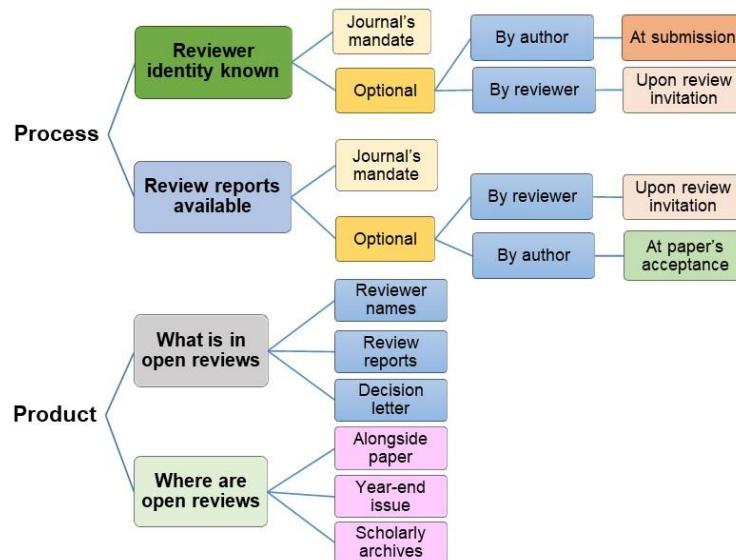 Process
Reviewer
identity known
Journal's
mandate
Optional
By author
At submission
By reviewer
Upon review
invitation
Review reports
available
Journal's
mandate
Optional
By reviewer
Upon review
invitation
By author
At paper's
acceptance
Product
What is in
open reviews
Reviewer
names
Review
reports
Decision
letter
Where are
open reviews
Alongside
paper
Year-end
issue
Scholarly
archives